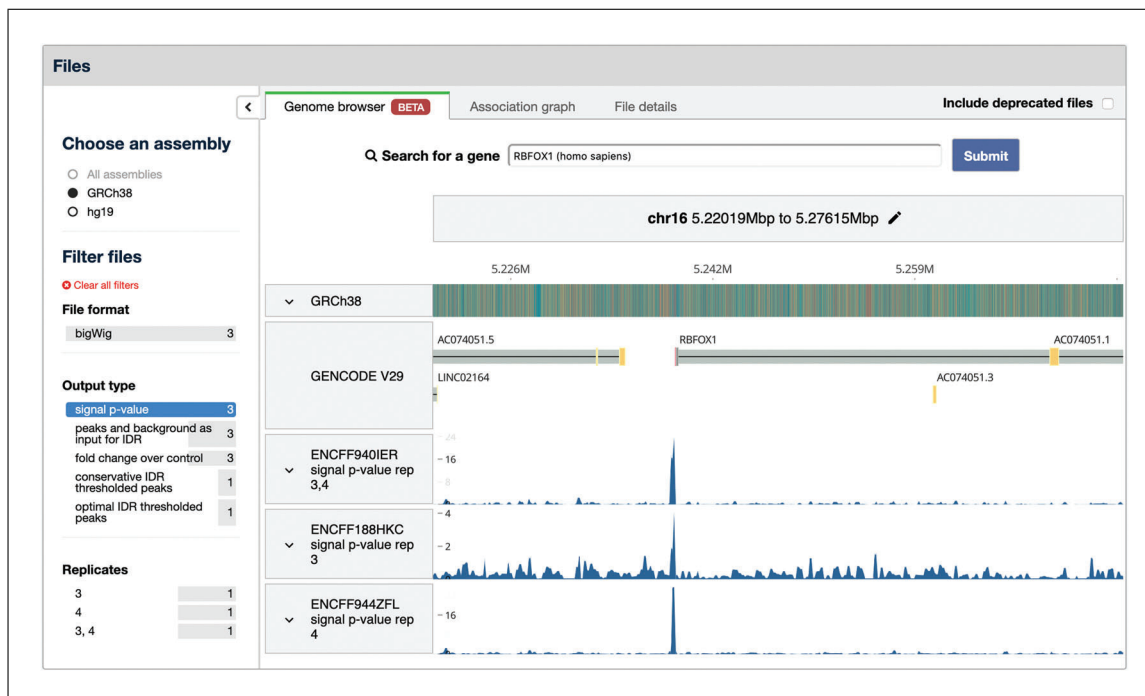 Files
Genome browser BETA
Association graph
File details
Include deprecated files
Choose an assembly
All assemblies
GRCh38
hg19
Filter files
Clear all filters
File format
bigWig 3
Output type
signal p-value 3
peaks and background as
input for IDR 3
fold change over control 3
conservative IDR
thresholded peaks 1
optimal IDR thresholded
peaks 1
Replicates
3 1
4 1
3, 4 1
Search for a gene RBFOX1 (homo sapiens) Submit
chr16 5.22019Mbp to 5.27615Mbp
5.226M 5.242M 5.259M
GRCh38
GENCODE V29
AC074051.5 RBFOX1 AC074051.1
LINC02164 AC074051.3
ENCFF940IER
signal p-value rep
3,4
24
16
8
ENCFF188HKC
signal p-value rep
3
4
2
ENCFF944ZFL
signal p-value rep
4
16